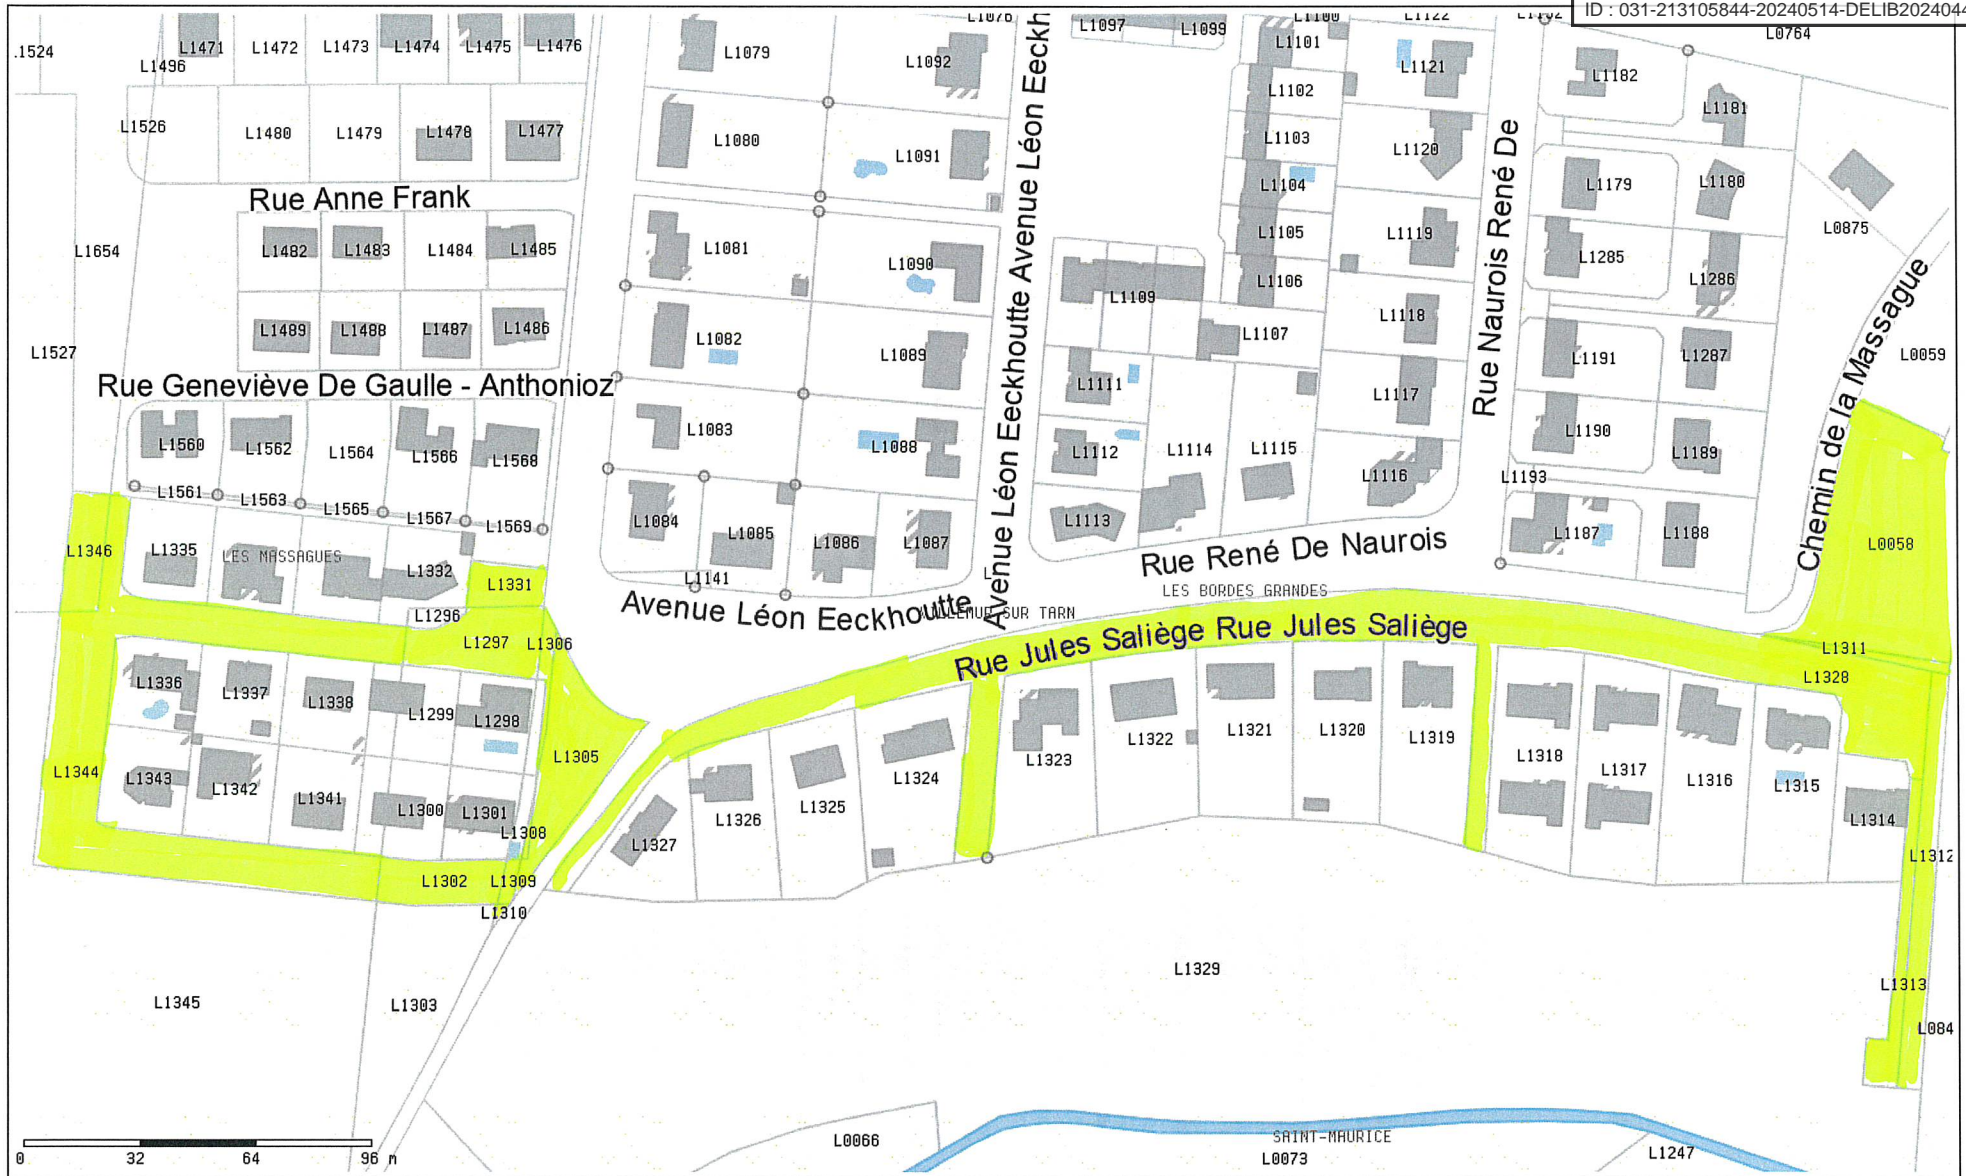 ID : 031-213105844-20240514-DELIB2024044
L0764
L1524
L1496
L1471
L1472
L1473
L1474
L1475
L1476
L1079
L1092
L1076
L1097
L1099
L1100
L1122
L1101
L1121
L1182
L1181
L1102
L1103
L1120
L1526
L1480
L1479
L1478
L1477
L1080
L1091
L1104
L1179
L1180
Rue Anne Frank
Avenue Léon Eeckhoutte Avenue Léon Eeckh
Rue Naurois René De
L1654
L1482
L1483
L1484
L1485
L1081
L1090
L1105
L1119
L1285
L1286
L0875
L1106
L1109
L1107
L1118
L1489
L1488
L1487
L1486
L1082
L1089
L1191
L1287
L0059
L1527
Rue Geneviève De Gaulle - Anthonioz
L1111
L1117
Chemin de la Massague
L1560
L1562
L1564
L1566
L1568
L1083
L1088
L1112
L1114
L1115
L1116
L1190
L1189
L1193
L1561
L1563
L1565
L1567
L1569
L1084
L1085
L1086
L1087
L1113
L1187
L1188
L0058
L1346
L1335
LES MASSAGUES
L1332
L1331
L1141
Rue René De Naurois
LES BORDES GRANDES
L1296
L1297
L1306
Avenue Léon Eeckhoutte
SUR TARN
Rue Jules Saliège Rue Jules Saliège
L1311
L1328
L1336
L1337
L1338
L1299
L1298
L1305
L1344
L1343
L1342
L1341
L1300
L1301
L1308
L1327
L1326
L1325
L1324
L1323
L1322
L1321
L1320
L1319
L1318
L1317
L1316
L1315
L1314
L1312
L1302
L1309
L1310
L1345
L1303
L1329
L1313
L084
0 32 64 96 m
L0066
SAINT-MAURICE
L0073
L1247